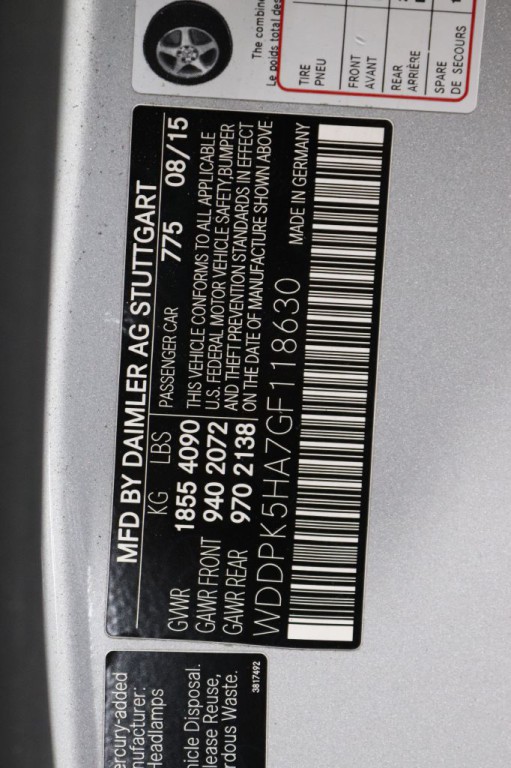 MFD BY DAIMLER AG STUTTGART
KG LBS PASSENGER CAR 775 08/15
GVWR 1855 4090 THIS VEHICLE CONFORMS TO ALL APPLICABLE
GAWR FRONT 940 2072 U.S. FEDERAL MOTOR VEHICLE SAFETY,BUMPER
GAWR REAR 970 2138 AND THEFT PREVENTION STANDARDS IN EFFECT
ON THE DATE OF MANUFACTURE SHOWN ABOVE
WDDPK5HA7GF118630 MADE IN GERMANY
The combine
Le poids total des
TIRE
PNEU
FRONT
AVANT
REAR
ARRIÈRE
SPARE
DE SECOURS
ercury-added
nufacturer:
Headlamps
hicle Disposal.
lease Reuse,
rdous Waste.
3817492